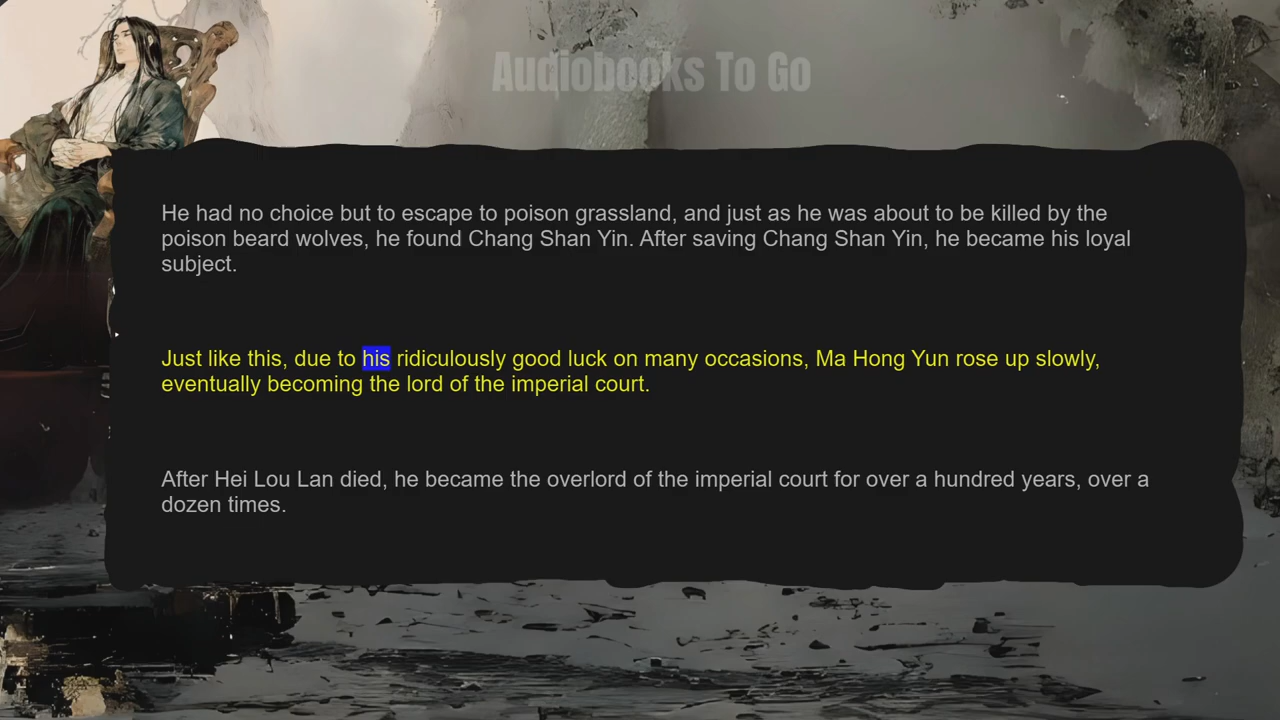 Audiobooks To Go
He had no choice but to escape to poison grassland, and just as he was about to be killed by the
poison beard wolves, he found Chang Shan Yin. After saving Chang Shan Yin, he became his loyal
subject.
Just like this, due to his ridiculously good luck on many occasions, Ma Hong Yun rose up slowly,
eventually becoming the lord of the imperial court.
After Hei Lou Lan died, he became the overlord of the imperial court for over a hundred years, over a
dozen times.